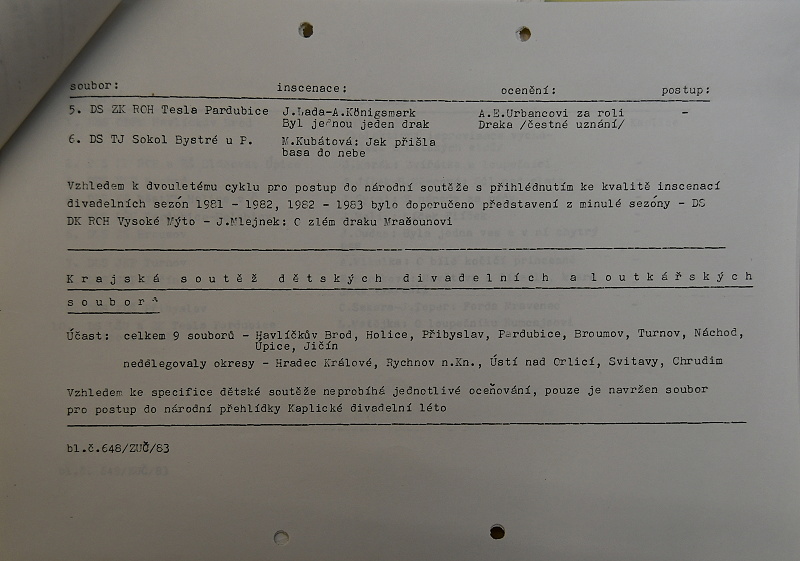 soubor: inscenace: ocenění: postup:
5. DS ZK ROH Tesla Pardubice J.Lada-A.Königsmark A.E.Urbancovi za roli -
Byl jednou jeden drak Draka /čestné uznání/
6. DS TJ Sokol Bystré u P. M.Kubátová: Jak přišla
basa do nebe
Vzhledem k dvouletému cyklu pro postup do národní soutěže s přihlédnutím ke kvalitě inscenací
divadelních sezón 1981 - 1982, 1982 - 1983 bylo doporučeno představení z minulé sezóny - DS
DK ROH Vysoké Mýto - J.Mlejnek: O zlém draku Mračounovi
Krajská soutěž dětských divadelních a loutkářských
souborů
Účast: celkem 9 souborů - Havlíčkův Brod, Holice, Přibyslav, Pardubice, Broumov, Turnov, Náchod,
Úpice, Jičín
nedělegovaly okresy - Hradec Králové, Rychnov n.Kn., Ústí nad Orlicí, Svitavy, Chrudim
Vzhledem ke specifice dětské soutěže neprobíhá jednotlivé oceňování, pouze je navržen soubor
pro postup do národní přehlídky Kaplické divadelní léto
bl.č.648/ZUČ/83